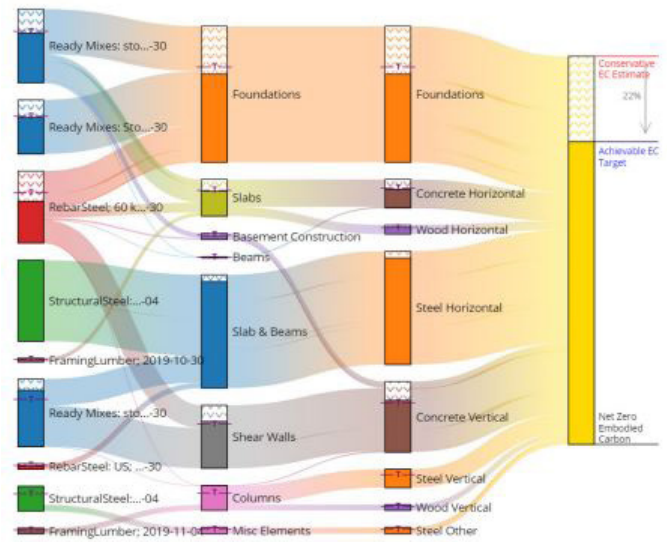 Ready Mixes: sto...-30
Ready Mixes: Sto...-30
RebarSteel; 60 k...-30
StructuralSteel:...-04
FramingLumber; 2019-10-30
Ready Mixes: sto...-30
RebarSteel: US; ...-30
StructuralSteel:...-04
FramingLumber; 2019-11-04
Foundations
Slabs
Basement Construction
Beams
Slab & Beams
Shear Walls
Columns
Misc Elements
Foundations
Concrete Horizontal
Wood Horizontal
Steel Horizontal
Concrete Vertical
Steel Vertical
Wood Vertical
Steel Other
Conservative
EC Estimate
22%
Achievable EC
Target
Net Zero
Embodied
Carbon